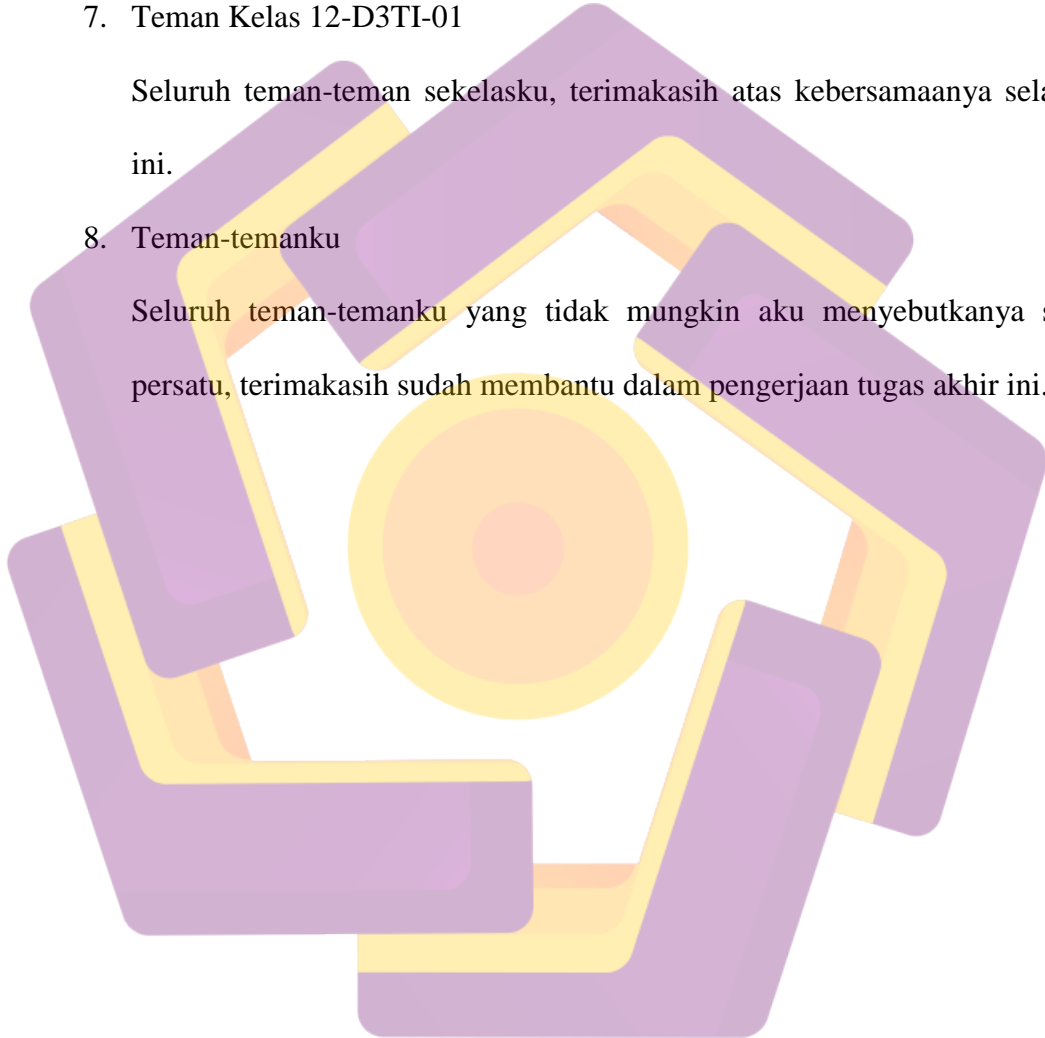 7. Teman Kelas 12-D3TI-01
Seluruh teman-teman sekelasku, terimakasih atas kebersamaanya
ini.
8. Teman-temanku
Seluruh teman-temanku yang tidak mungkin aku menyebutkanya
persatu, terimakasih sudah membantu dalam pengerjaan tugas akhir ini.